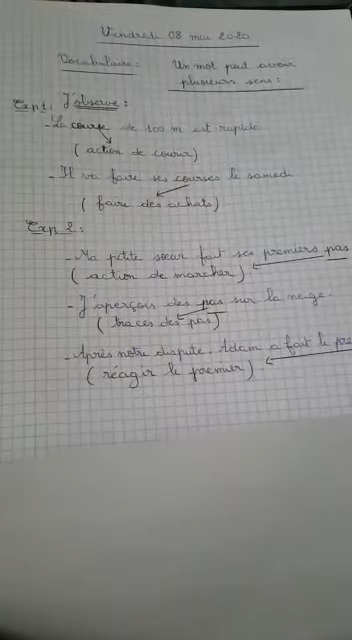 Vendredi 08 mai 2020
Vocabulaire : Un mot peut avoir
plusieurs sens :
Exp 1 : J'observe :
- La course de 100 m est rapide
( action de courir )
- Il va faire ses courses le samedi
( faire des achats )
Exp 2 :
- Ma petite sœur fait ses premiers pas
( action de marcher )
- J'aperçois des pas sur la neige.
( traces des pas )
- Après notre dispute, Adam a fait le pre
( réagir le premier ).